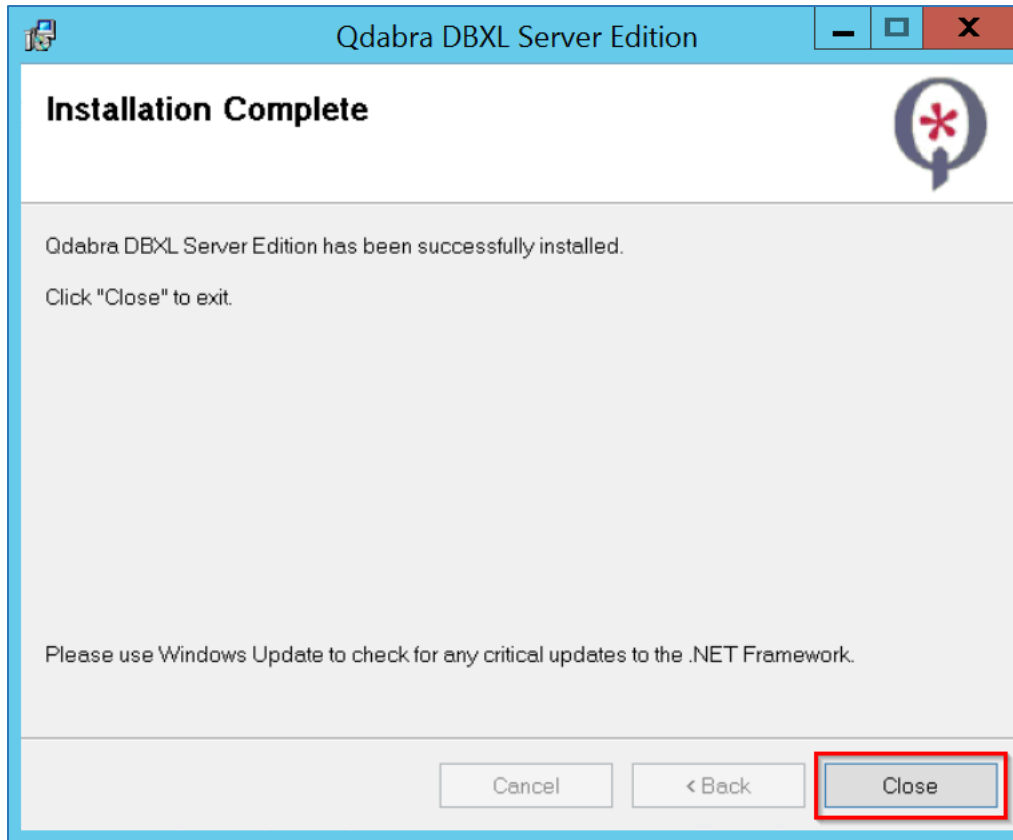 Qdabra DBXL Server Edition
Installation Complete
Qdabra DBXL Server Edition has been successfully installed.
Click "Close" to exit.
Please use Windows Update to check for any critical updates to the .NET Framework.
Cancel
< Back
Close